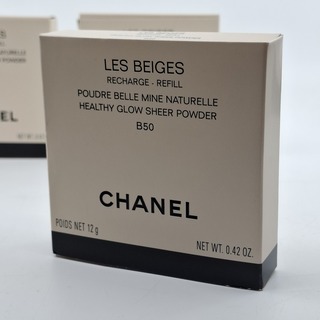 LES BEIGES
RECHARGE - REFILL
POUDRE BELLE MINE NATURELLE
HEALTHY GLOW SHEER POWDER
B50
CHANEL
POIDS NET 12 g
NET WT. 0.42 OZ.